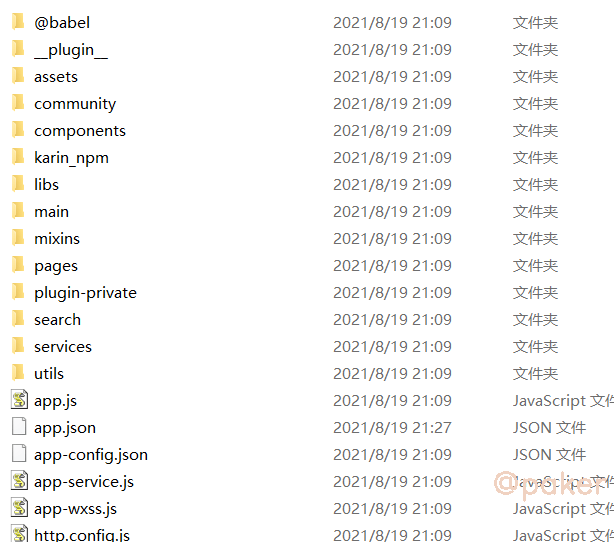 @babel 2021/8/19 21:09 文件夹
__plugin__ 2021/8/19 21:09 文件夹
assets 2021/8/19 21:09 文件夹
community 2021/8/19 21:09 文件夹
components 2021/8/19 21:09 文件夹
karin_npm 2021/8/19 21:09 文件夹
libs 2021/8/19 21:09 文件夹
main 2021/8/19 21:09 文件夹
mixins 2021/8/19 21:09 文件夹
pages 2021/8/19 21:09 文件夹
plugin-private 2021/8/19 21:09 文件夹
search 2021/8/19 21:09 文件夹
services 2021/8/19 21:09 文件夹
utils 2021/8/19 21:09 文件夹
app.js 2021/8/19 21:09 JavaScript 文件
app.json 2021/8/19 21:27 JSON 文件
app-config.json 2021/8/19 21:09 JSON 文件
app-service.js 2021/8/19 21:09 JavaScript 文件
@paker
app-wxss.js 2021/8/19 21:09 JavaScript 文件
http.config.js 2021/8/19 21:09 JavaScript 文件